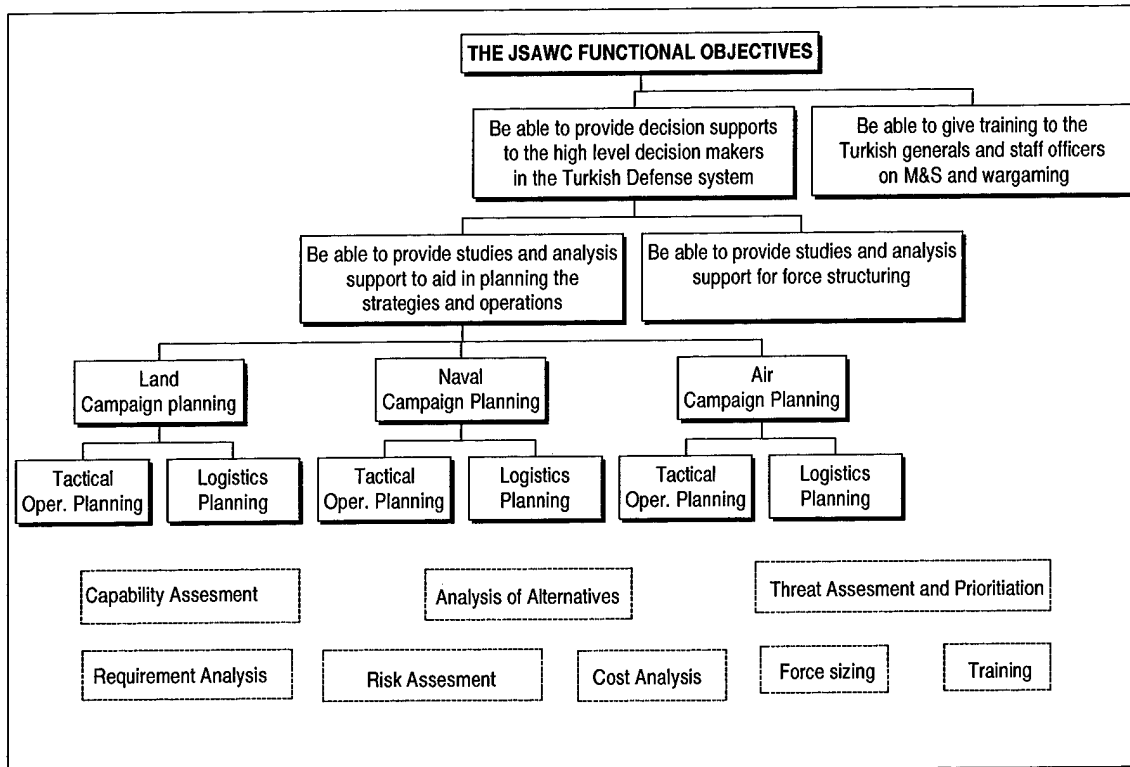 THE JSAWC FUNCTIONAL OBJECTIVES
Be able to provide decision supports
to the high level decision makers
in the Turkish Defense system
Be able to give training to the
Turkish generals and staff officers
on M&S and wargaming
Be able to provide studies and analysis
support to aid in planning the
strategies and operations
Be able to provide studies and analysis
support for force structuring
Land
Campaign planning
Naval
Campaign Planning
Air
Campaign Planning
Tactical
Oper. Planning
Logistics
Planning
Tactical
Oper. Planning
Logistics
Planning
Tactical
Oper. Planning
Logistics
Planning
Capability Assesment
Analysis of Alternatives
Threat Assesment and Prioritiation
Requirement Analysis
Risk Assesment
Cost Analysis
Force sizing
Training